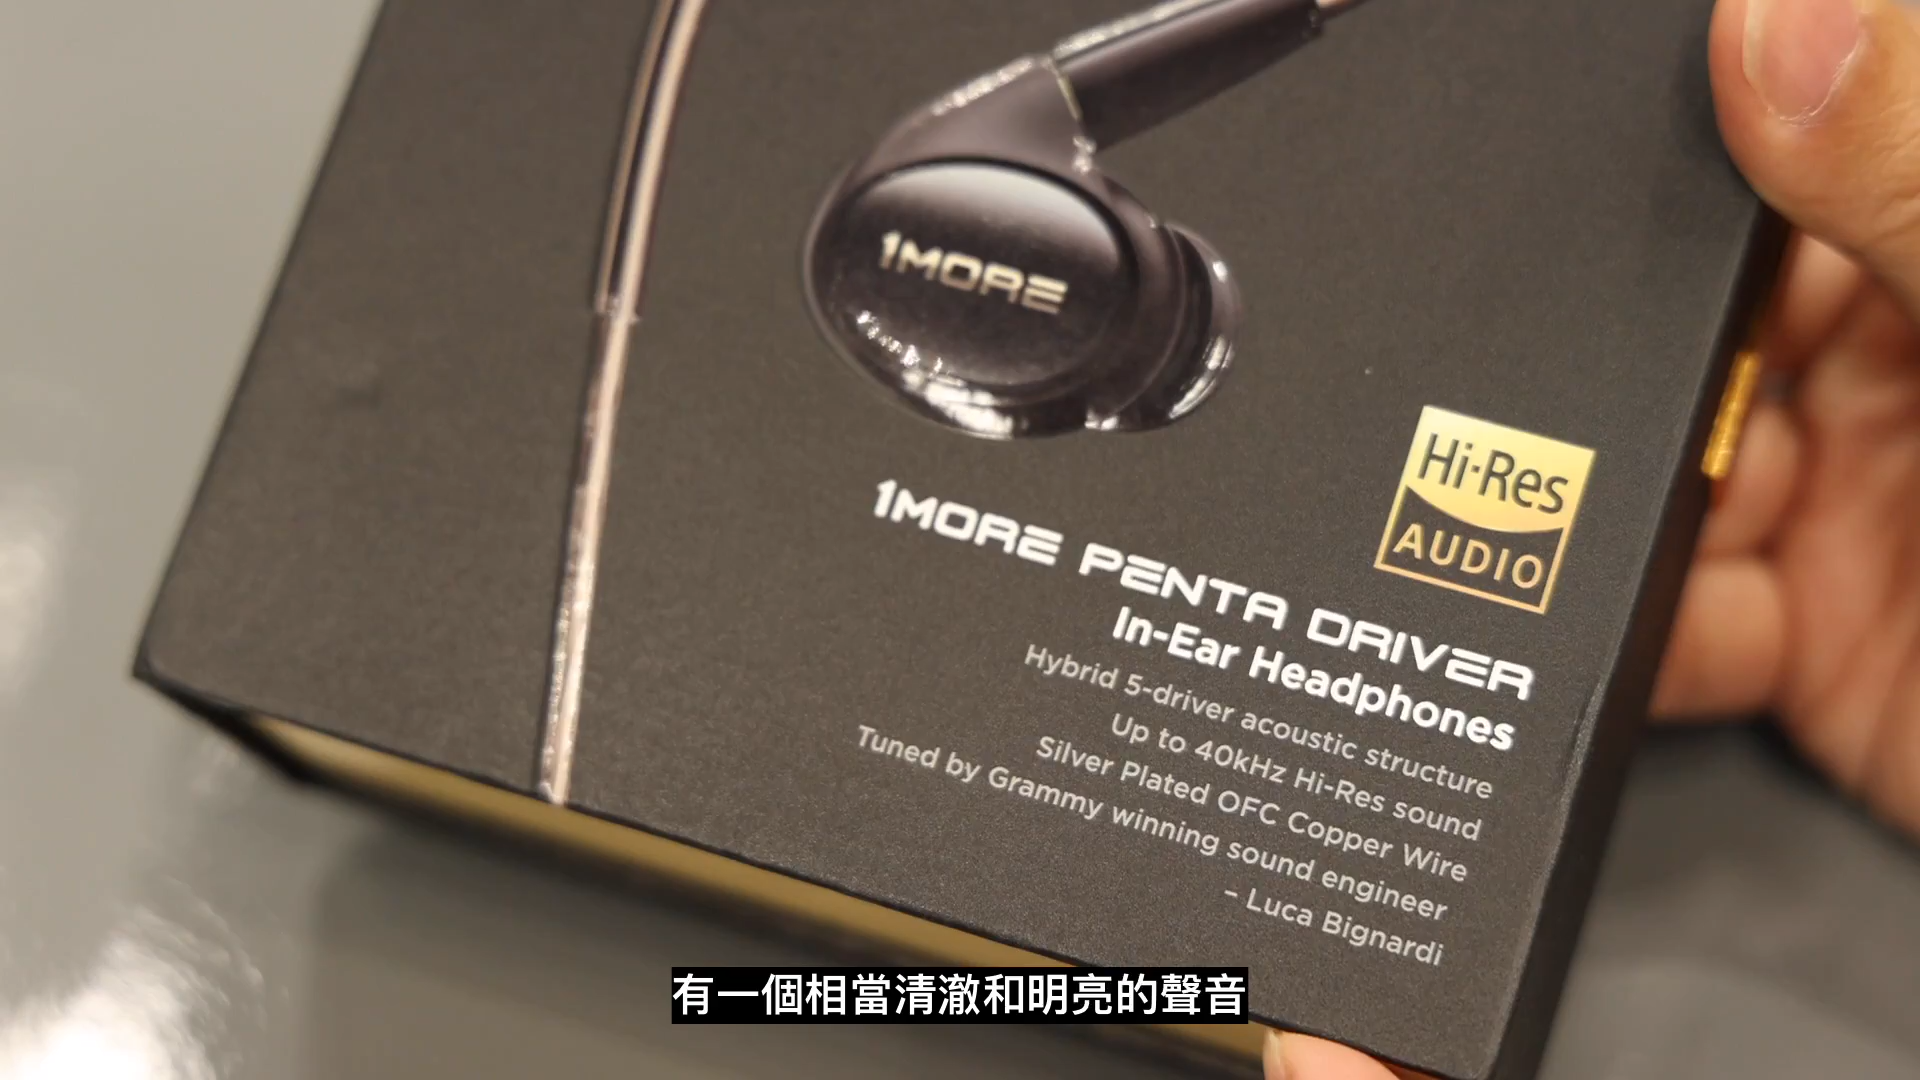 1MORE
Hi-Res
AUDIO
1MORE PENTA DRIVER
In-Ear Headphones
Hybrid 5-driver acoustic structure
Up to 40kHz Hi-Res sound
Silver Plated OFC Copper Wire
Tuned by Grammy winning sound engineer
– Luca Bignardi
有一個相當清澈和明亮的聲音